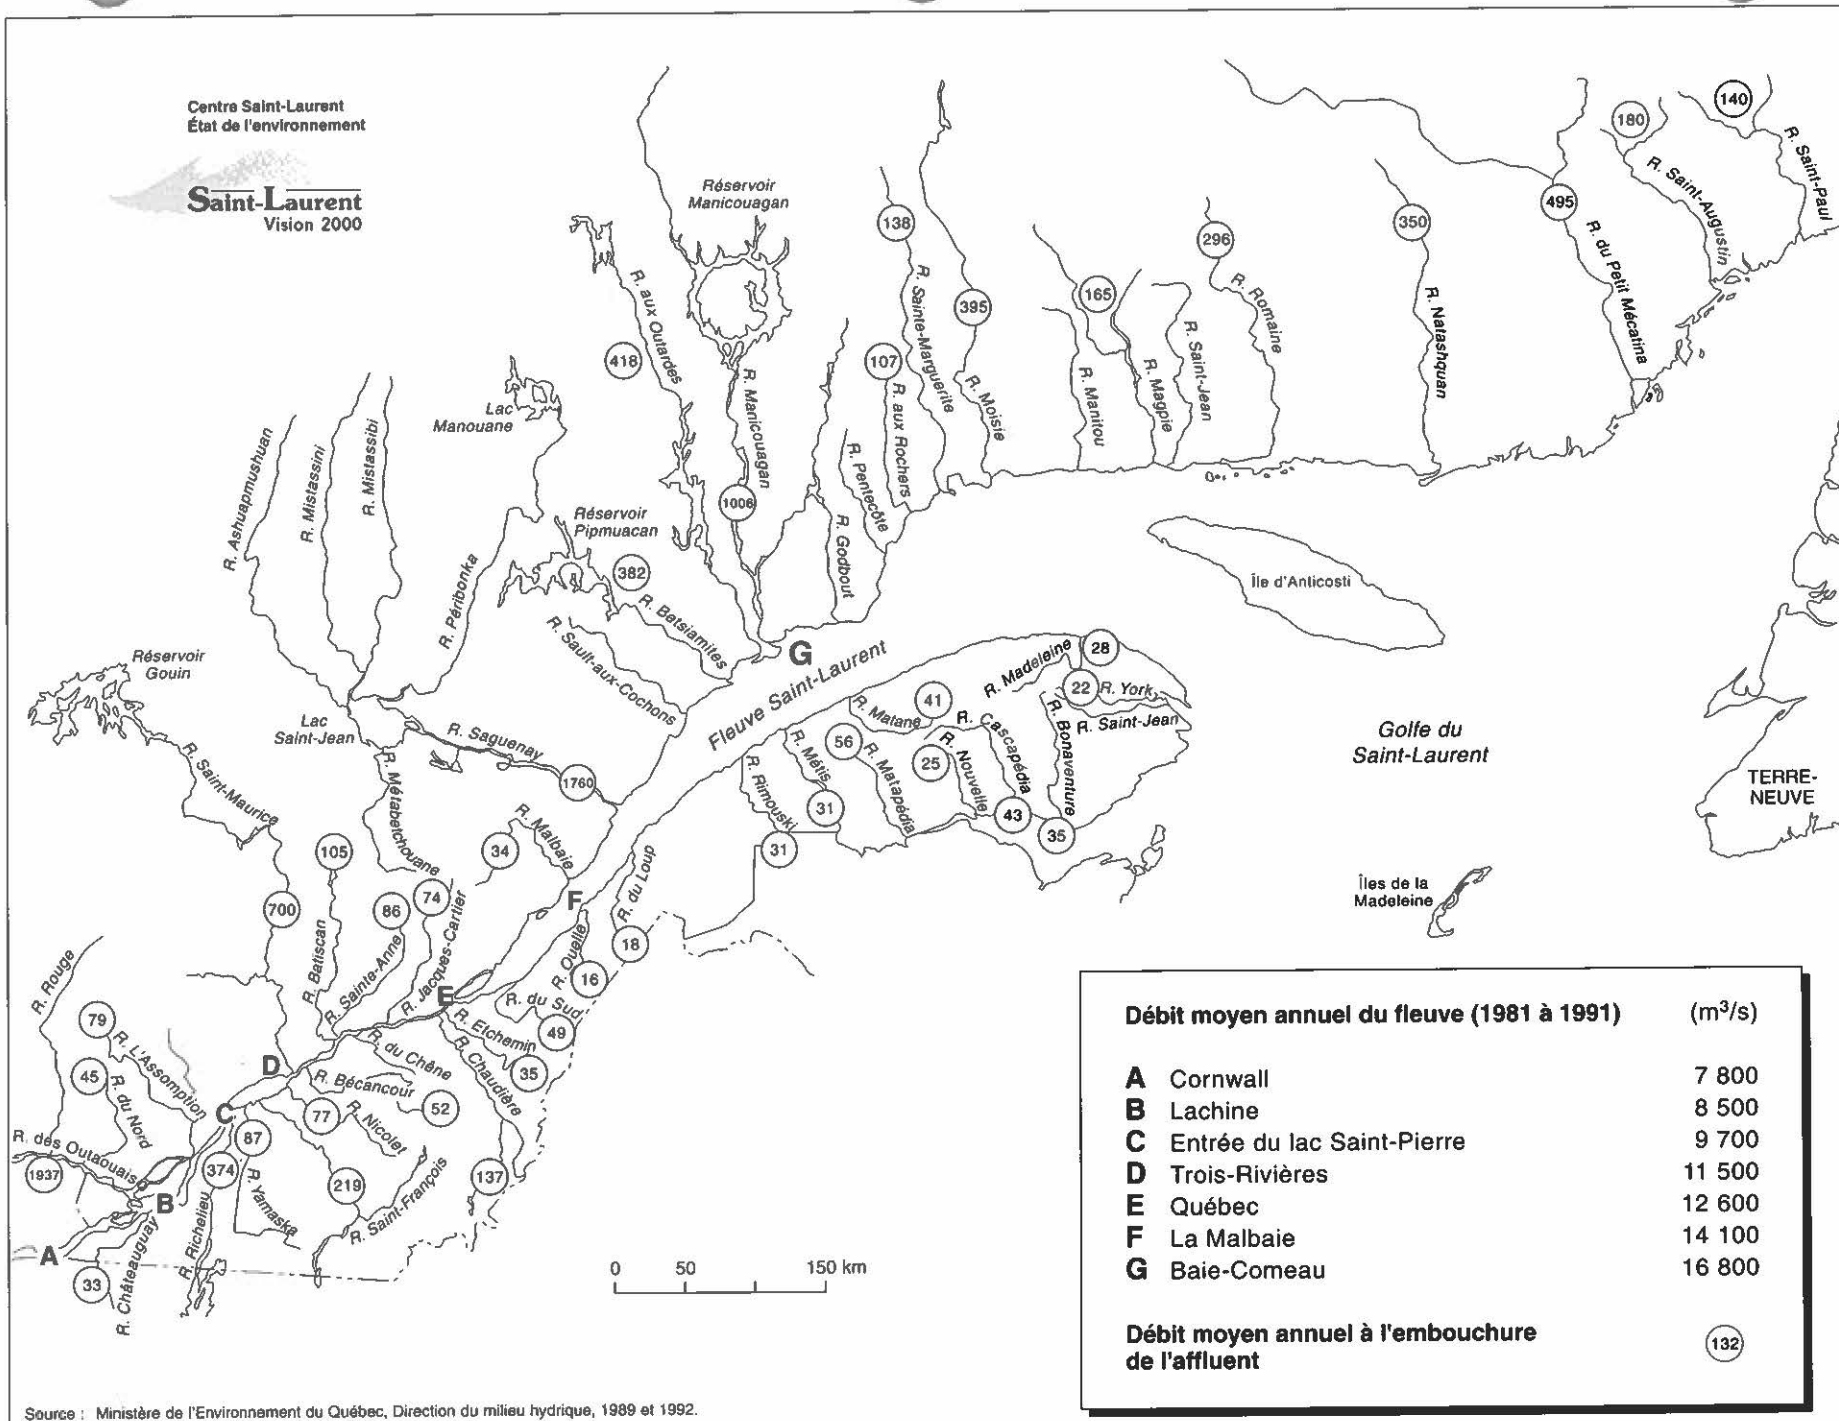 Centre Saint-Laurent
État de l'environnement
Saint-Laurent
Vision 2000
Réservoir
Manicouagan
138
395
165
296
350
495
180
140
R. Saint-Paul
R. Saint-Augustin
R. du Petit Mécatina
R. Natashquan
R. Romaine
R. Saint-Jean
R. Magpie
R. Manitou
R. Moisie
R. Sainte-Marguerite
107
R. aux Rochers
R. Pentecôte
R. Godbout
R. aux Outardes
418
R. Manicouagan
1006
Lac
Manouane
R. Ashuapmushuan
R. Mistassini
R. Mistassibi
R. Péribonka
Réservoir
Pipmuacan
382
R. Betsiamites
R. Sault-aux-Cochons
G
Fleuve Saint-Laurent
Île d'Anticosti
Réservoir
Gouin
Lac
Saint-Jean
R. Saguenay
1760
R. Saint-Maurice
R. Métabetchouane
R. Malbaie
34
105
700
86
74
R. Batiscan
R. Sainte-Anne
R. Jacques-Cartier
R. Madeleine
28
22
R. York
R. Saint-Jean
R. Bonaventure
35
R. Cascapédia
43
R. Nouvelle
25
R. Matane
41
56
R. Matapédia
R. Métis
31
R. Rimouski
31
Golfe du
Saint-Laurent
TERRE-
NEUVE
Îles de la
Madeleine
F
R. du Loup
18
R. Ouelle
16
E
R. du Sud
49
R. Etchemin
35
R. Chaudière
137
R. du Chêne
D
R. Bécancour
52
77
R. Nicolet
219
R. Saint-François
R. Rouge
79
R. L'Assomption
45
R. du Nord
C
87
R. Yamaska
374
R. Richelieu
R. des Outaouais
1937
B
A
33
R. Châteauguay
0 50 150 km
Débit moyen annuel du fleuve (1981 à 1991) (m³/s)
A Cornwall 7 800
B Lachine 8 500
C Entrée du lac Saint-Pierre 9 700
D Trois-Rivières 11 500
E Québec 12 600
F La Malbaie 14 100
G Baie-Comeau 16 800
Débit moyen annuel à l'embouchure
de l'affluent 132
Source : Ministère de l'Environnement du Québec, Direction du milieu hydrique, 1989 et 1992.